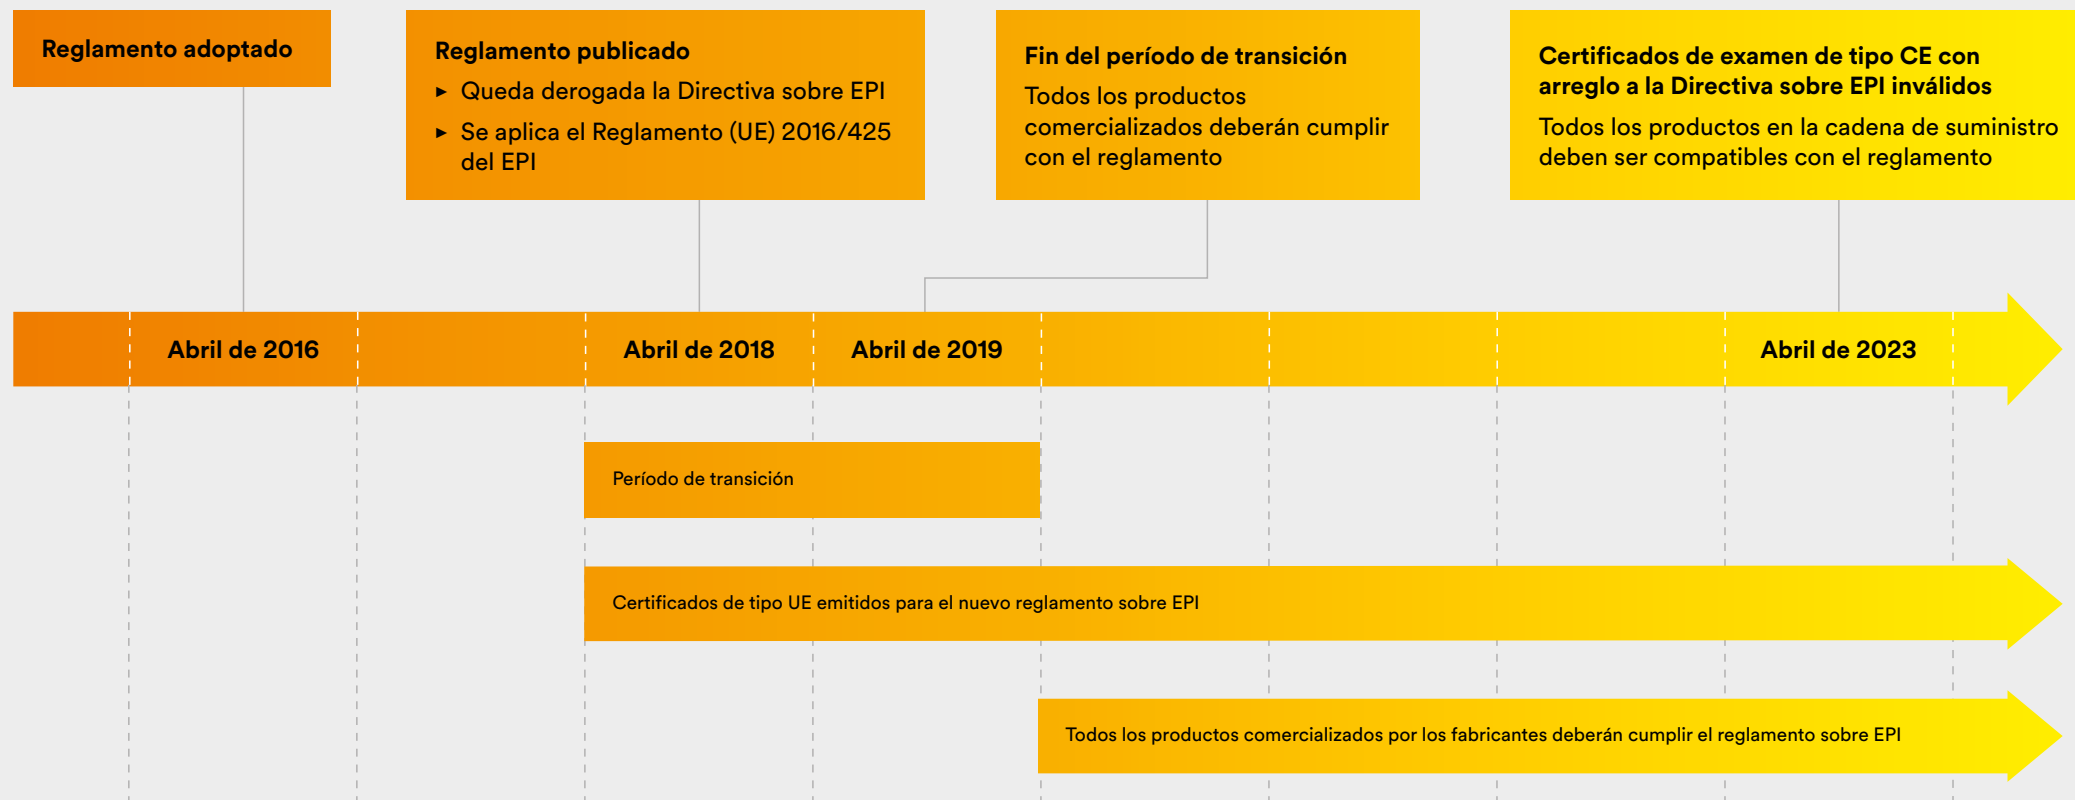 Reglamento adoptado
Reglamento publicado
▸ Queda derogada la Directiva sobre EPI
▸ Se aplica el Reglamento (UE) 2016/425
del EPI
Fin del período de transición
Todos los productos
comercializados deberán cumplir
con el reglamento
Certificados de examen de tipo CE con
arreglo a la Directiva sobre EPI inválidos
Todos los productos en la cadena de suministro
deben ser compatibles con el reglamento
Abril de 2016
Abril de 2018
Abril de 2019
Abril de 2023
Período de transición
Certificados de tipo UE emitidos para el nuevo reglamento sobre EPI
Todos los productos comercializados por los fabricantes deberán cumplir el reglamento sobre EPI